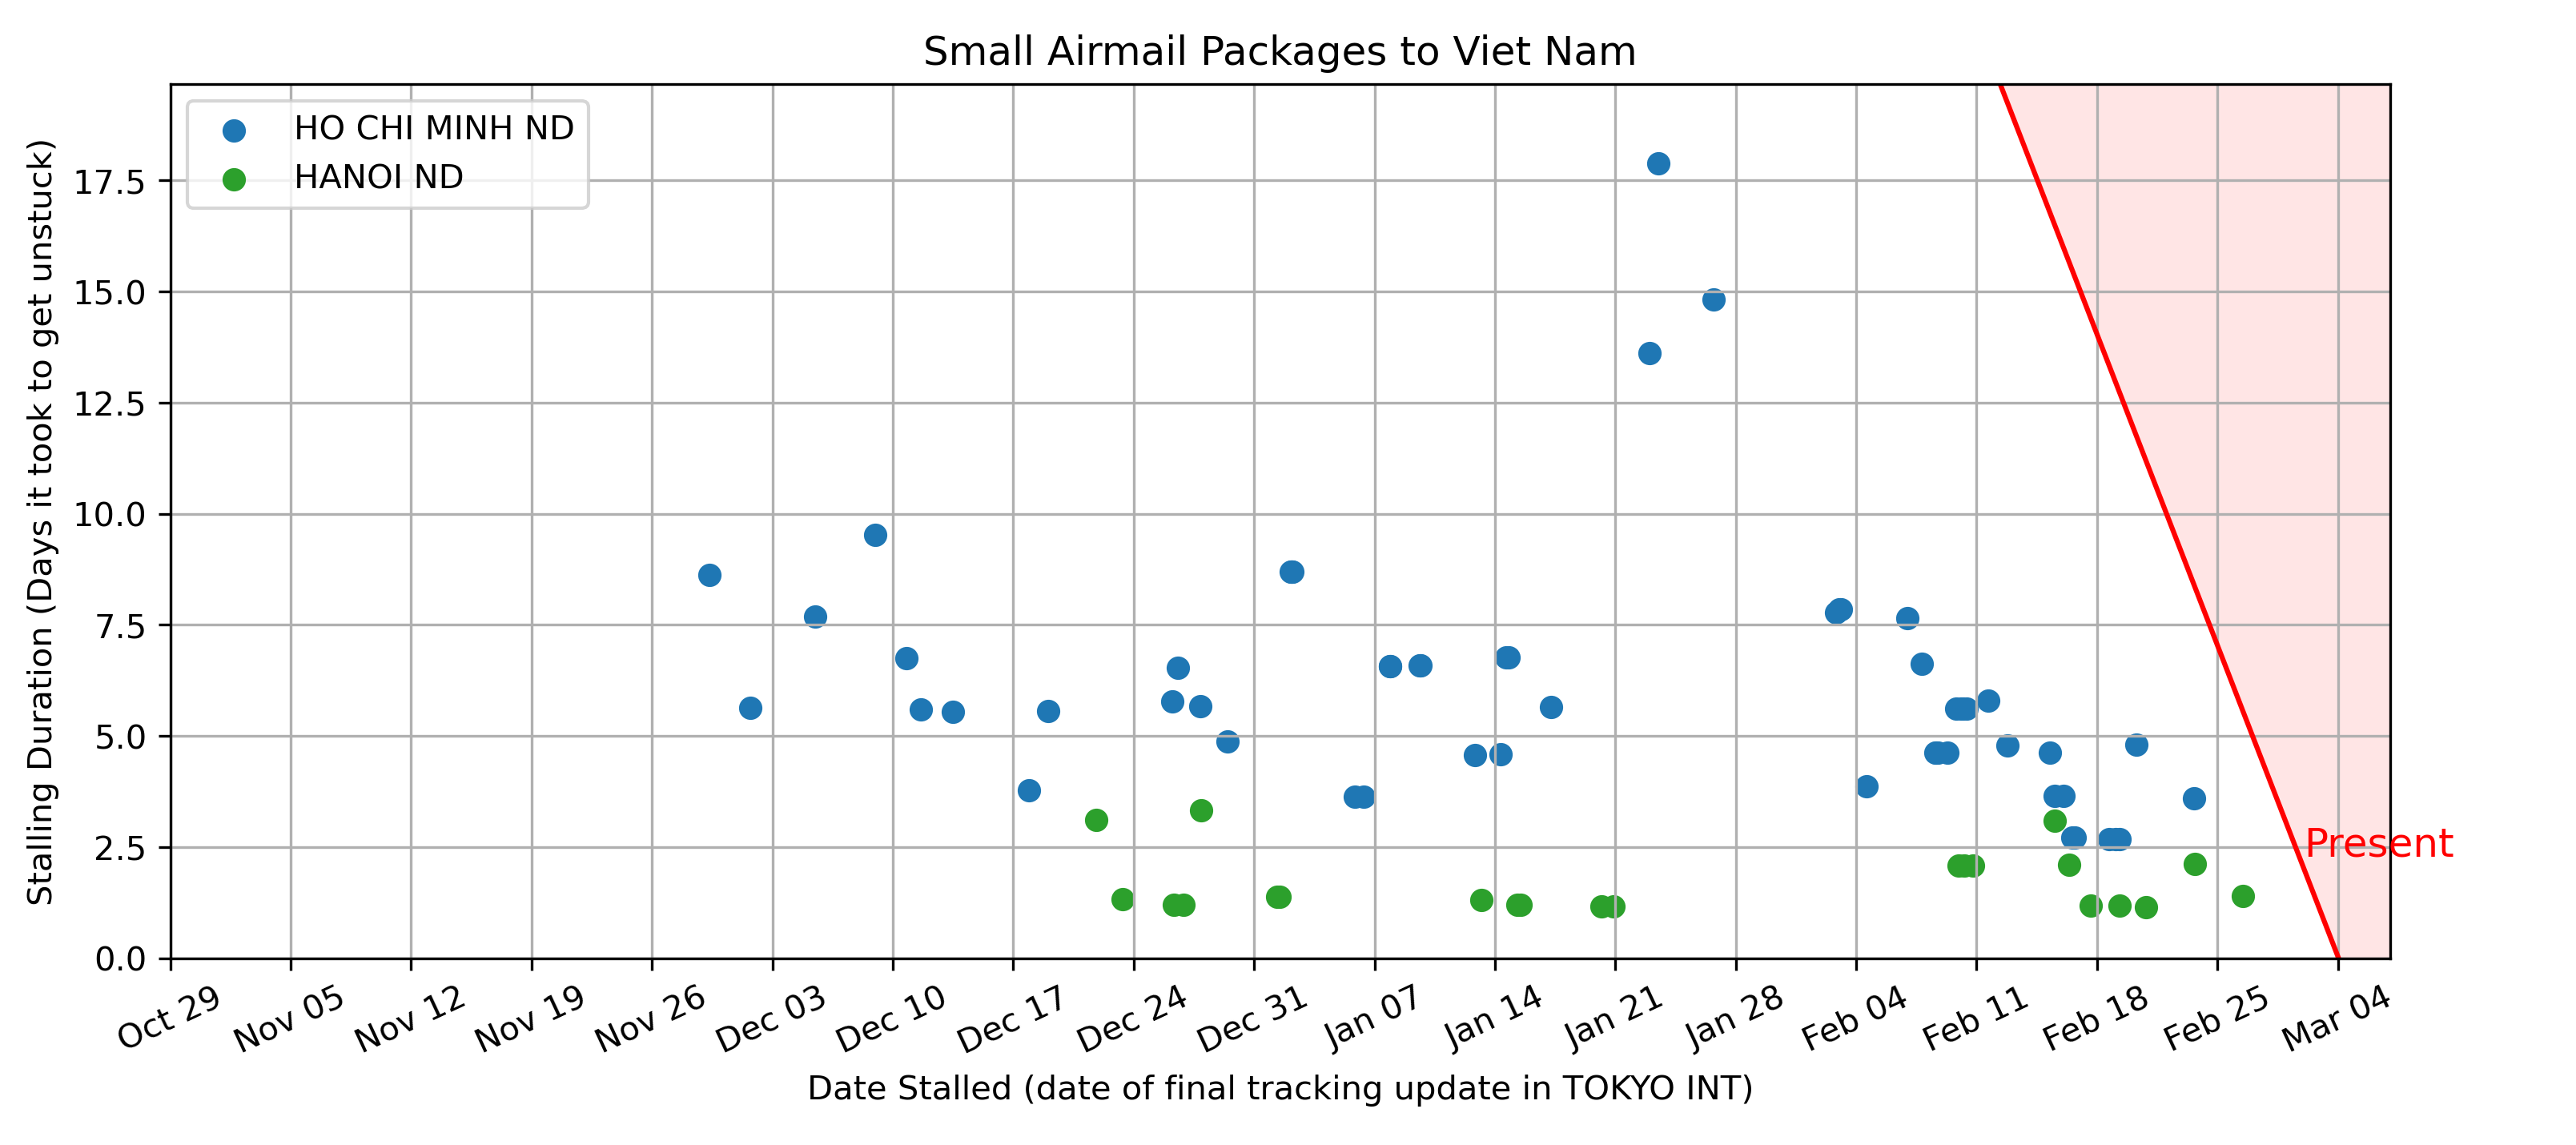 Small Airmail Packages to Viet Nam
HO CHI MINH ND
HANOI ND
Stalling Duration (Days it took to get unstuck)
17.5
15.0
12.5
10.0
7.5
5.0
2.5
0.0
Present
Oct 29
Nov 05
Nov 12
Nov 19
Nov 26
Dec 03
Dec 10
Dec 17
Dec 24
Dec 31
Jan 07
Jan 14
Jan 21
Jan 28
Feb 04
Feb 11
Feb 18
Feb 25
Mar 04
Date Stalled (date of final tracking update in TOKYO INT)